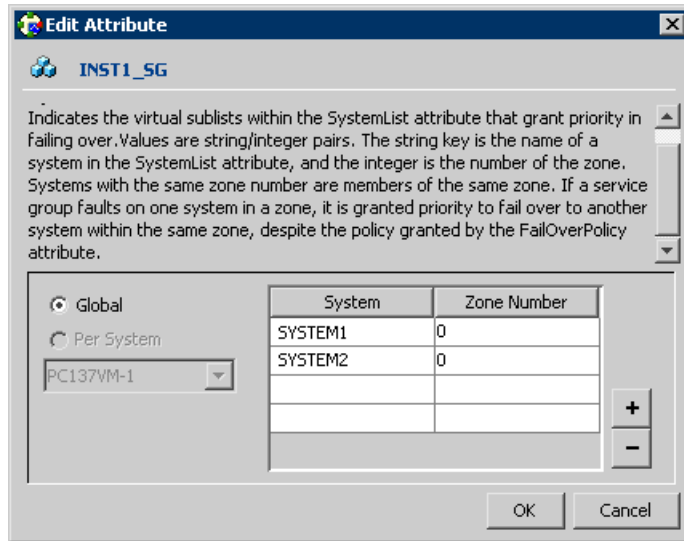 Edit Attribute
INST1_SG
Indicates the virtual sublists within the SystemList attribute that grant priority in
failing over.Values are string/integer pairs. The string key is the name of a
system in the SystemList attribute, and the integer is the number of the zone.
Systems with the same zone number are members of the same zone. If a service
group faults on one system in a zone, it is granted priority to fail over to another
system within the same zone, despite the policy granted by the FailOverPolicy
attribute.
Global
Per System
PC137VM-1
System Zone Number
SYSTEM1 0
SYSTEM2 0
+
-
OK Cancel